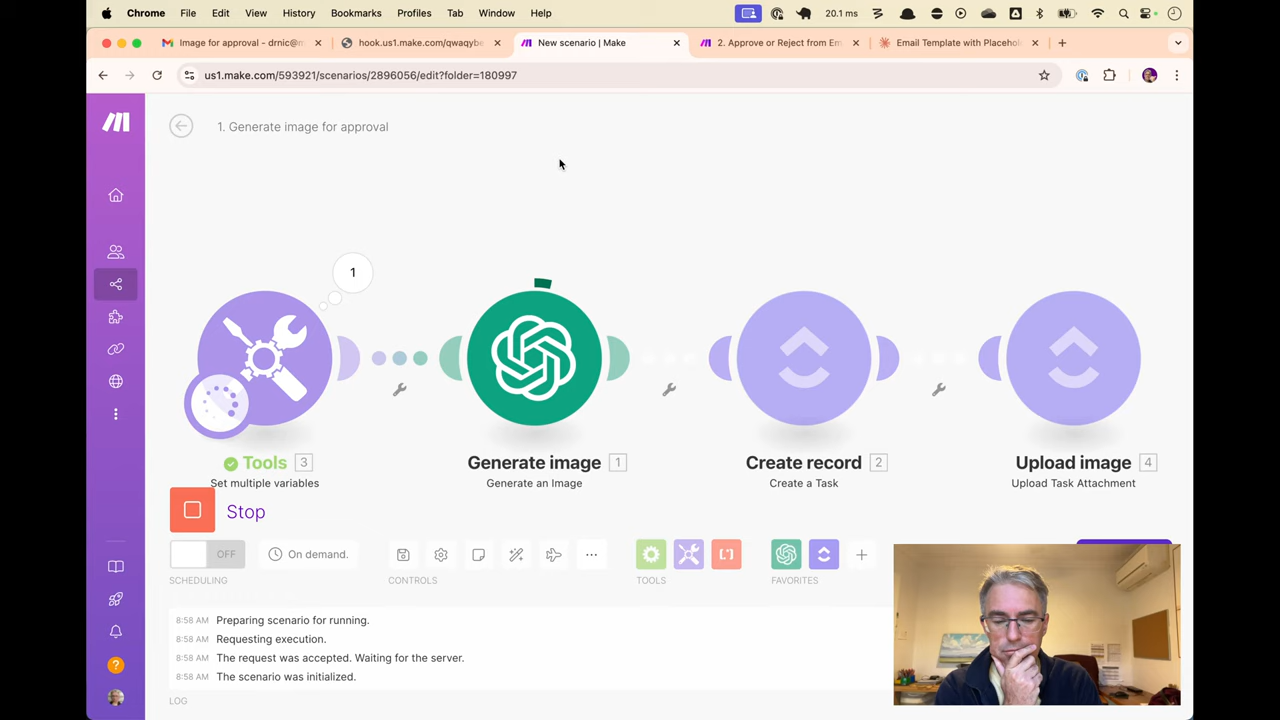 Chrome File Edit View History Bookmarks Profiles Tab Window Help 20.1 ms
Image for approval - drnic@m
hook.us1.make.com/qwaqybe
New scenario | Make
2. Approve or Reject from Em
Email Template with Placehol
us1.make.com/593921/scenarios/2896056/edit?folder=180997
1. Generate image for approval
1
Tools 3
Set multiple variables
Generate image 1
Generate an Image
Create record 2
Create a Task
Upload image 4
Upload Task Attachment
Stop
OFF
On demand.
SCHEDULING
CONTROLS
TOOLS
FAVORITES
8:58 AM Preparing scenario for running.
8:58 AM Requesting execution.
8:58 AM The request was accepted. Waiting for the server.
8:58 AM The scenario was initialized.
LOG